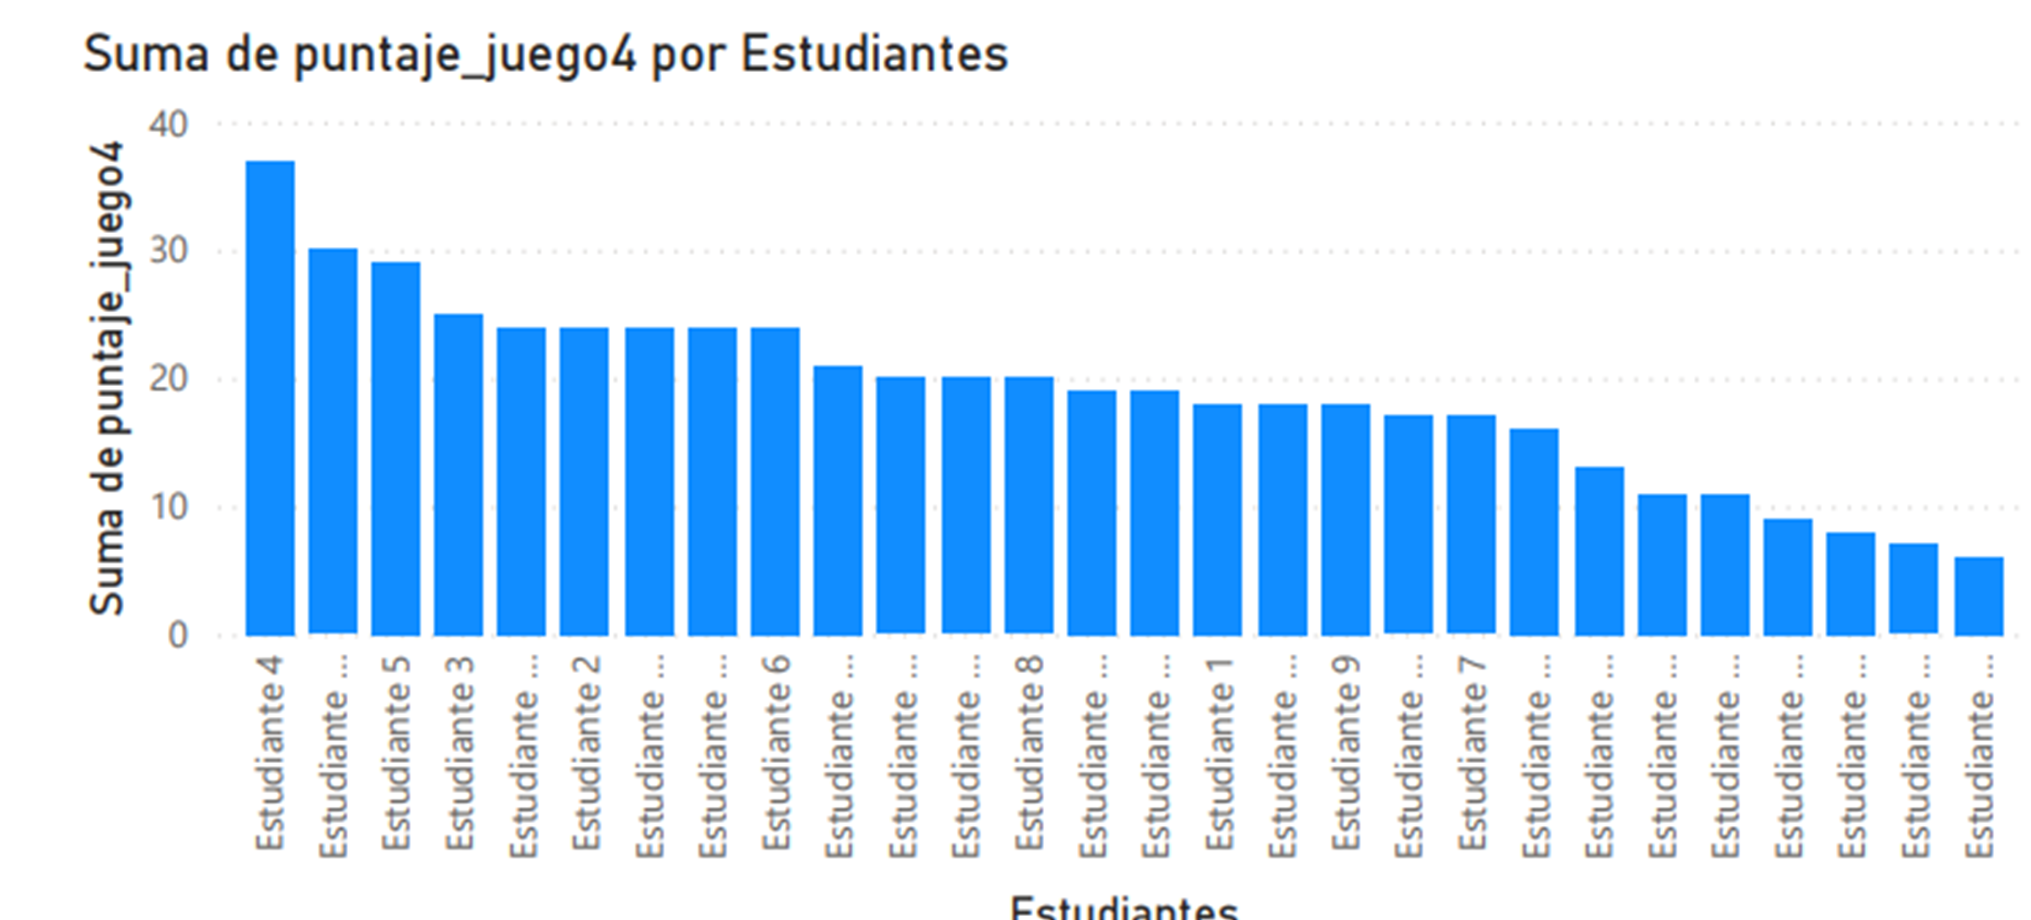 Suma de puntaje_juego4 por Estudiantes
Suma de puntaje_juego4
40
30
20
10
0
Estudiante 4
Estudiante ...
Estudiante 5
Estudiante 3
Estudiante ...
Estudiante 2
Estudiante ...
Estudiante ...
Estudiante 6
Estudiante ...
Estudiante ...
Estudiante ...
Estudiante 8
Estudiante ...
Estudiante ...
Estudiante 1
Estudiante ...
Estudiante 9
Estudiante ...
Estudiante 7
Estudiante ...
Estudiante ...
Estudiante ...
Estudiante ...
Estudiante ...
Estudiante ...
Estudiante ...
Estudiante ...
Estudiantes